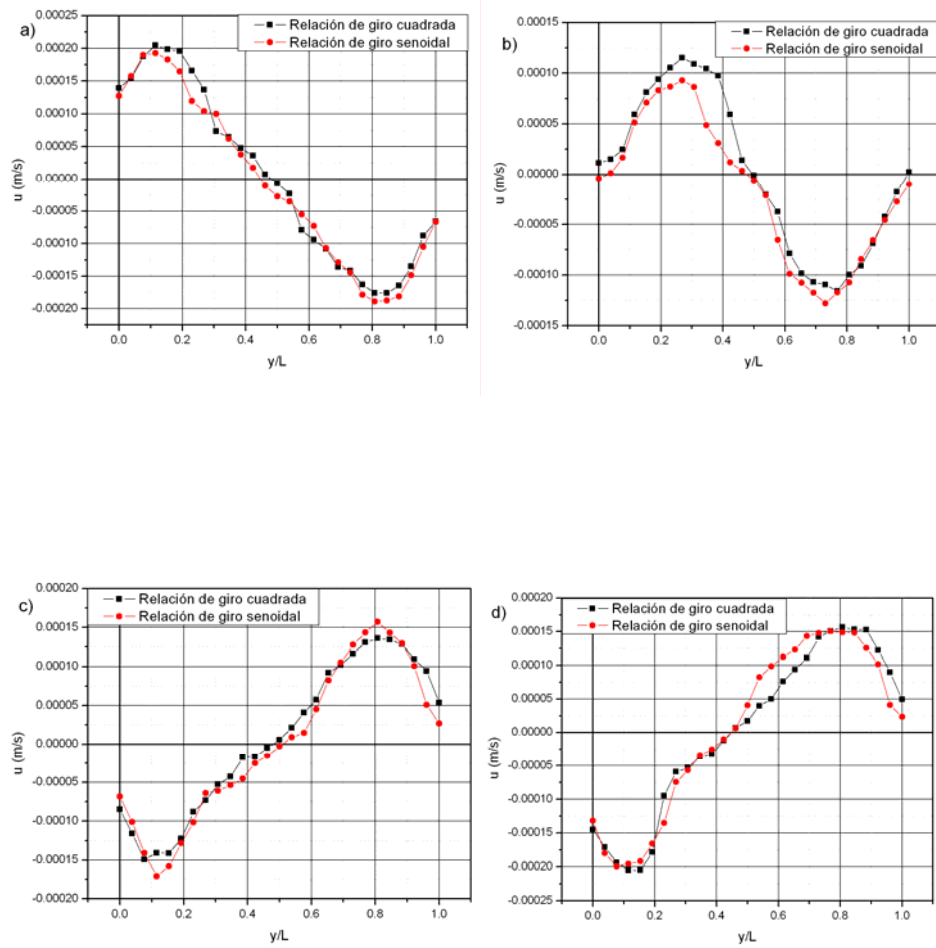 a)
Relación de giro cuadrada
Relación de giro senoidal
0.00025
0.00020
0.00015
0.00010
0.00005
0.00000
-0.00005
-0.00010
-0.00015
-0.00020
u (m/s)
0.0 0.2 0.4 0.6 0.8 1.0
y/L
b)
Relación de giro cuadrada
Relación de giro senoidal
0.00015
0.00010
0.00005
0.00000
-0.00005
-0.00010
-0.00015
u (m/s)
0.0 0.2 0.4 0.6 0.8 1.0
y/L
c)
Relación de giro cuadrada
Relación de giro senoidal
0.00020
0.00015
0.00010
0.00005
0.00000
-0.00005
-0.00010
-0.00015
-0.00020
u (m/s)
0.0 0.2 0.4 0.6 0.8 1.0
y/L
d)
Relación de giro cuadrada
Relación de giro senoidal
0.00020
0.00015
0.00010
0.00005
0.00000
-0.00005
-0.00010
-0.00015
-0.00020
-0.00025
u (m/s)
0.0 0.2 0.4 0.6 0.8 1.0
y/L